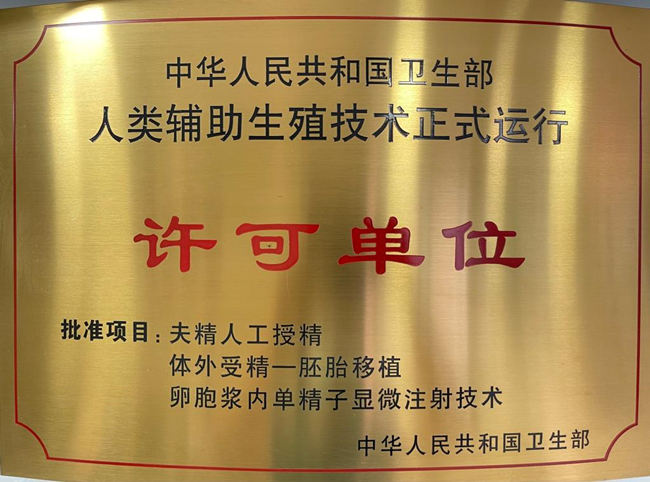 中华人民共和国卫生部
人类辅助生殖技术正式运行
许可单位
批准项目：夫精人工授精
体外受精—胚胎移植
卵胞浆内单精子显微注射技术
中华人民共和国卫生部